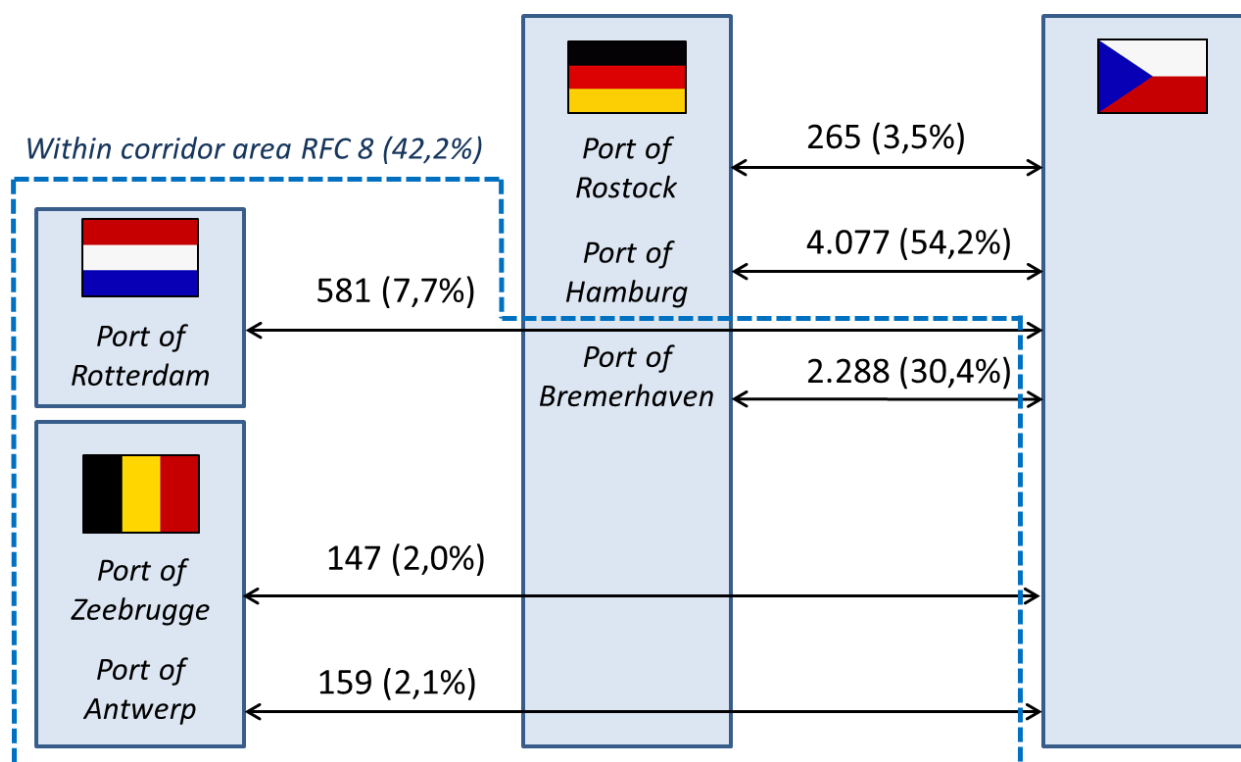 Within corridor area RFC 8 (42,2%)
Port of
Rostock
265 (3,5%)
Port of
Hamburg
4.077 (54,2%)
Port of
Rotterdam
581 (7,7%)
Port of
Bremerhaven
2.288 (30,4%)
Port of
Zeebrugge
147 (2,0%)
Port of
Antwerp
159 (2,1%)